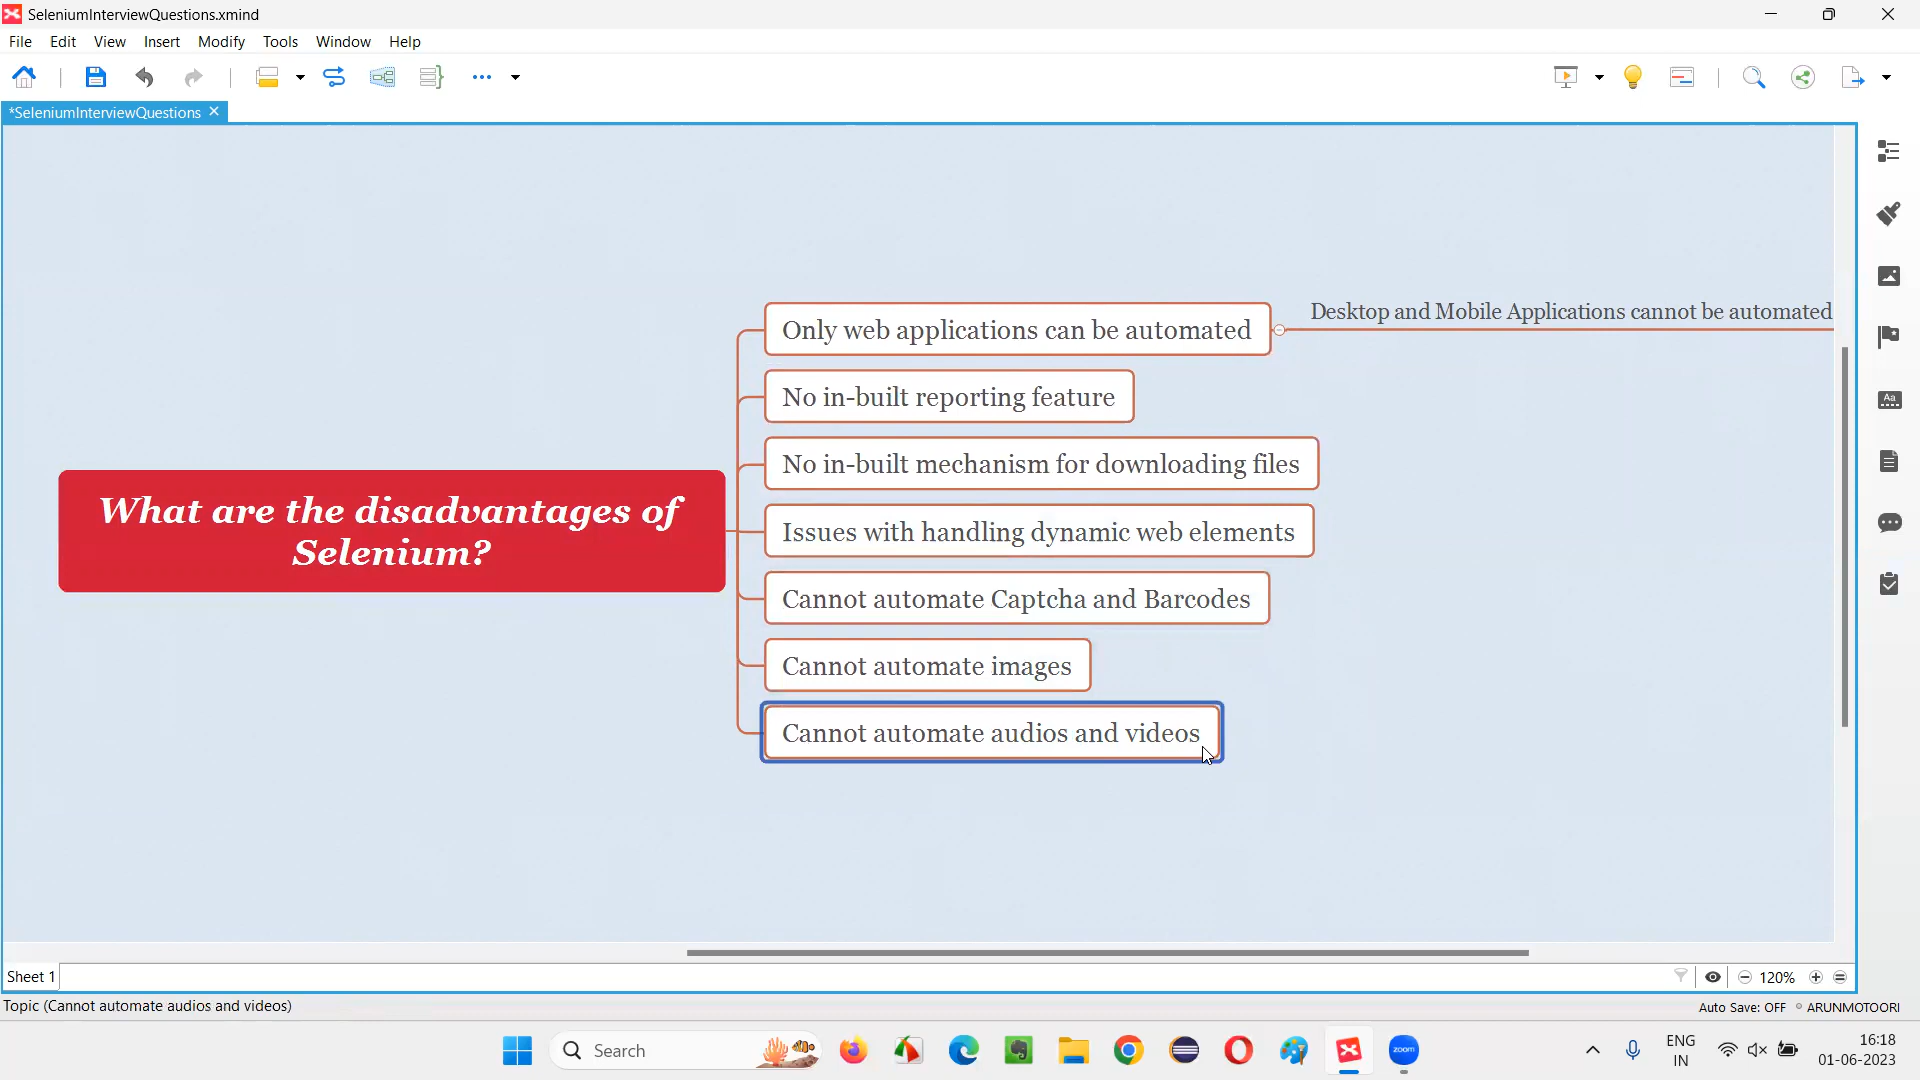 SeleniumInterviewQuestions.xmind
File Edit View Insert Modify Tools Window Help
*SeleniumInterviewQuestions
Desktop and Mobile Applications cannot be automated
Only web applications can be automated
No in-built reporting feature
No in-built mechanism for downloading files
What are the disadvantages of
Selenium?
Issues with handling dynamic web elements
Cannot automate Captcha and Barcodes
Cannot automate images
Cannot automate audios and videos
Aa
Sheet 1
120%
Topic (Cannot automate audios and videos)
Auto Save: OFF ARUNMOTOORI
Search
zoom
ENG
IN
16:18
01-06-2023